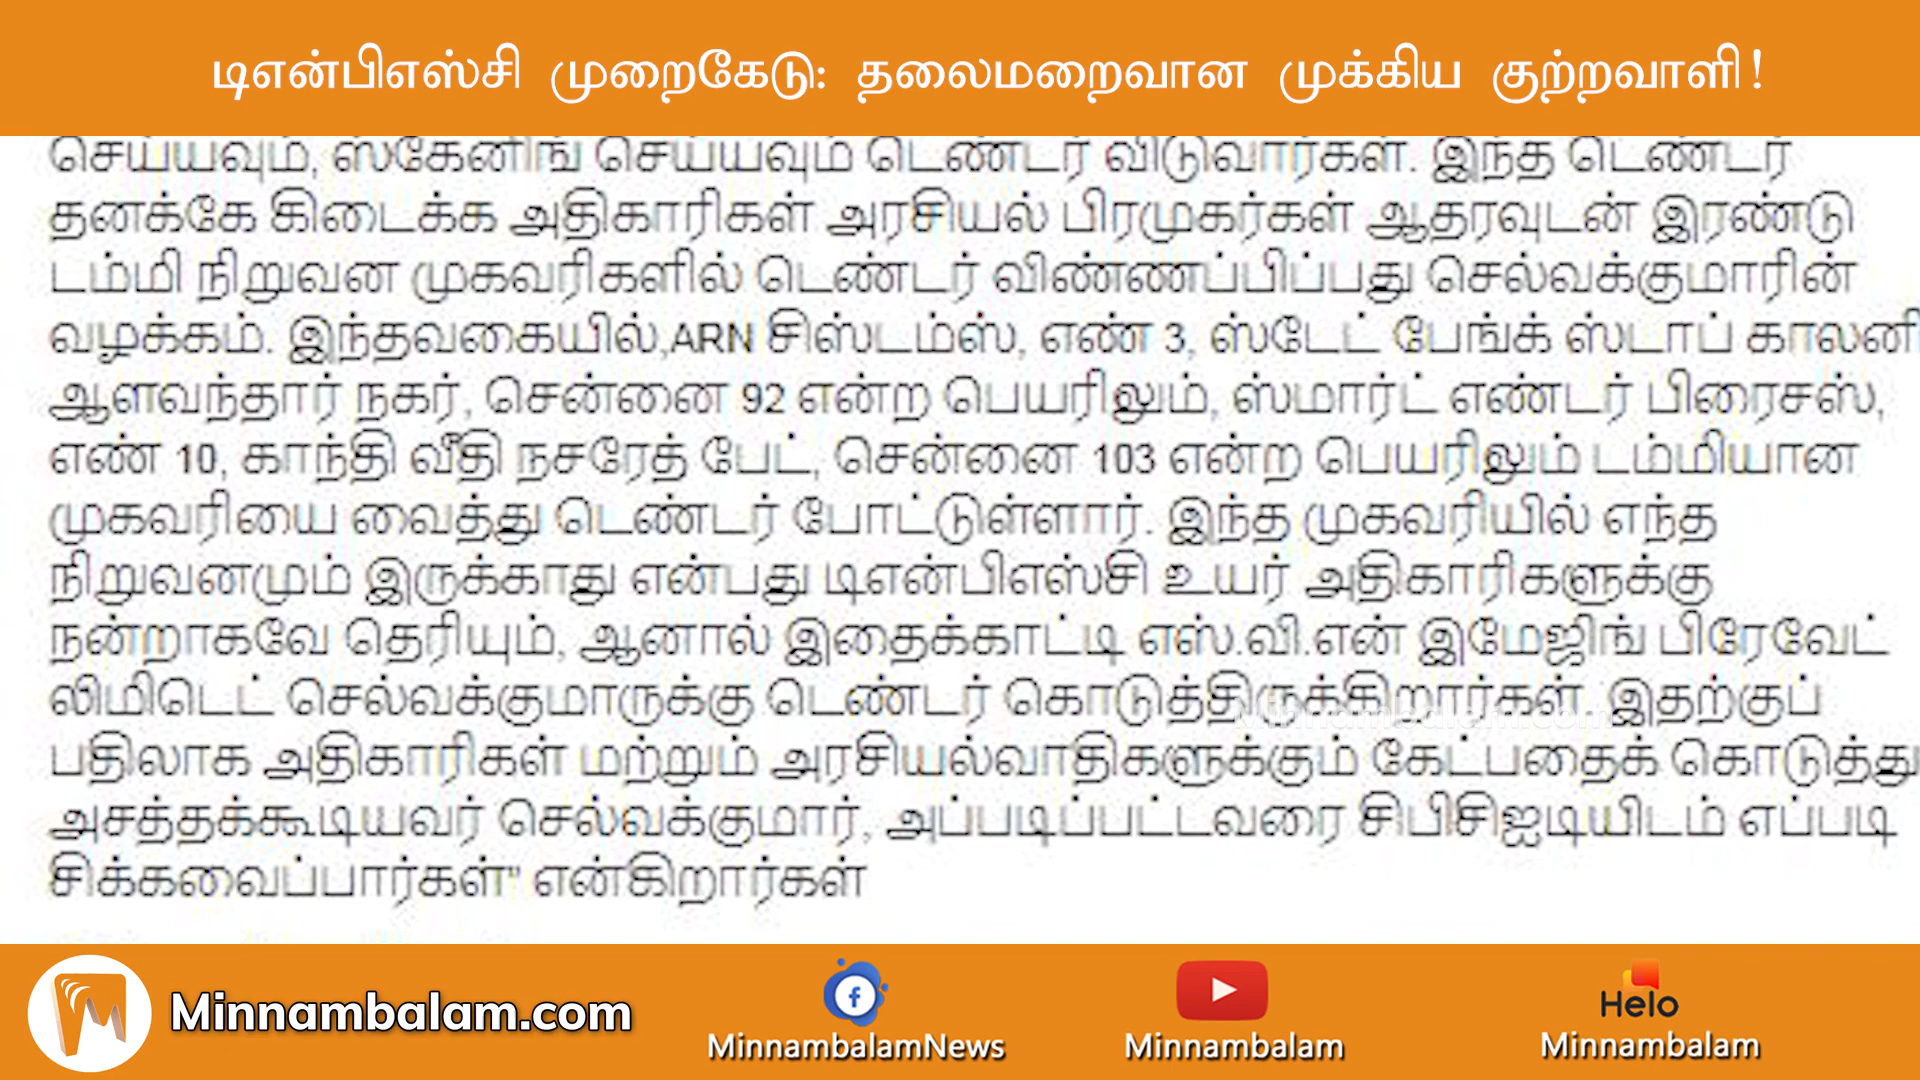 டிஎன்பிஎஸ்சி முறைகேடு: தலைமறைவான முக்கிய குற்றவாளி!
செய்யவும், ஸ்கேனிங் செய்யவும் டெண்டர் விடுவார்கள். இந்த டெண்டர்
தனக்கே கிடைக்க அதிகாரிகள் அரசியல் பிரமுகர்கள் ஆதரவுடன் இரண்டு
டம்மி நிறுவன முகவரிகளில் டெண்டர் விண்ணப்பிப்பது செல்வக்குமாரின்
வழக்கம். இந்தவகையில்,ARN சிஸ்டம்ஸ், எண் 3, ஸ்டேட் பேங்க் ஸ்டாப் காலனி
ஆளவந்தார் நகர், சென்னை 92 என்ற பெயரிலும், ஸ்மார்ட் எண்டர் பிரைசஸ்,
எண் 10, காந்தி வீதி நசரேத் பேட், சென்னை 103 என்ற பெயரிலும் டம்மியான
முகவரியை வைத்து டெண்டர் போட்டுள்ளார். இந்த முகவரியில் எந்த
நிறுவனமும் இருக்காது என்பது டிஎன்பிஎஸ்சி உயர் அதிகாரிகளுக்கு
நன்றாகவே தெரியும், ஆனால் இதைக்காட்டி எஸ்.வி.என் இமேஜிங் பிரேவேட்
லிமிடெட் செல்வக்குமாருக்கு டெண்டர் கொடுத்திருக்கிறார்கள். இதற்குப்
Minnambalam.com
பதிலாக அதிகாரிகள் மற்றும் அரசியல்வாதிகளுக்கும் கேட்பதைக் கொடுத்து
அசத்தக்கூடியவர் செல்வக்குமார், அப்படிப்பட்டவரை சிபிசிஐடியிடம் எப்படி
சிக்கவைப்பார்கள்" என்கிறார்கள்
Minnambalam.com
MinnambalamNews
Minnambalam
Helo
Minnambalam